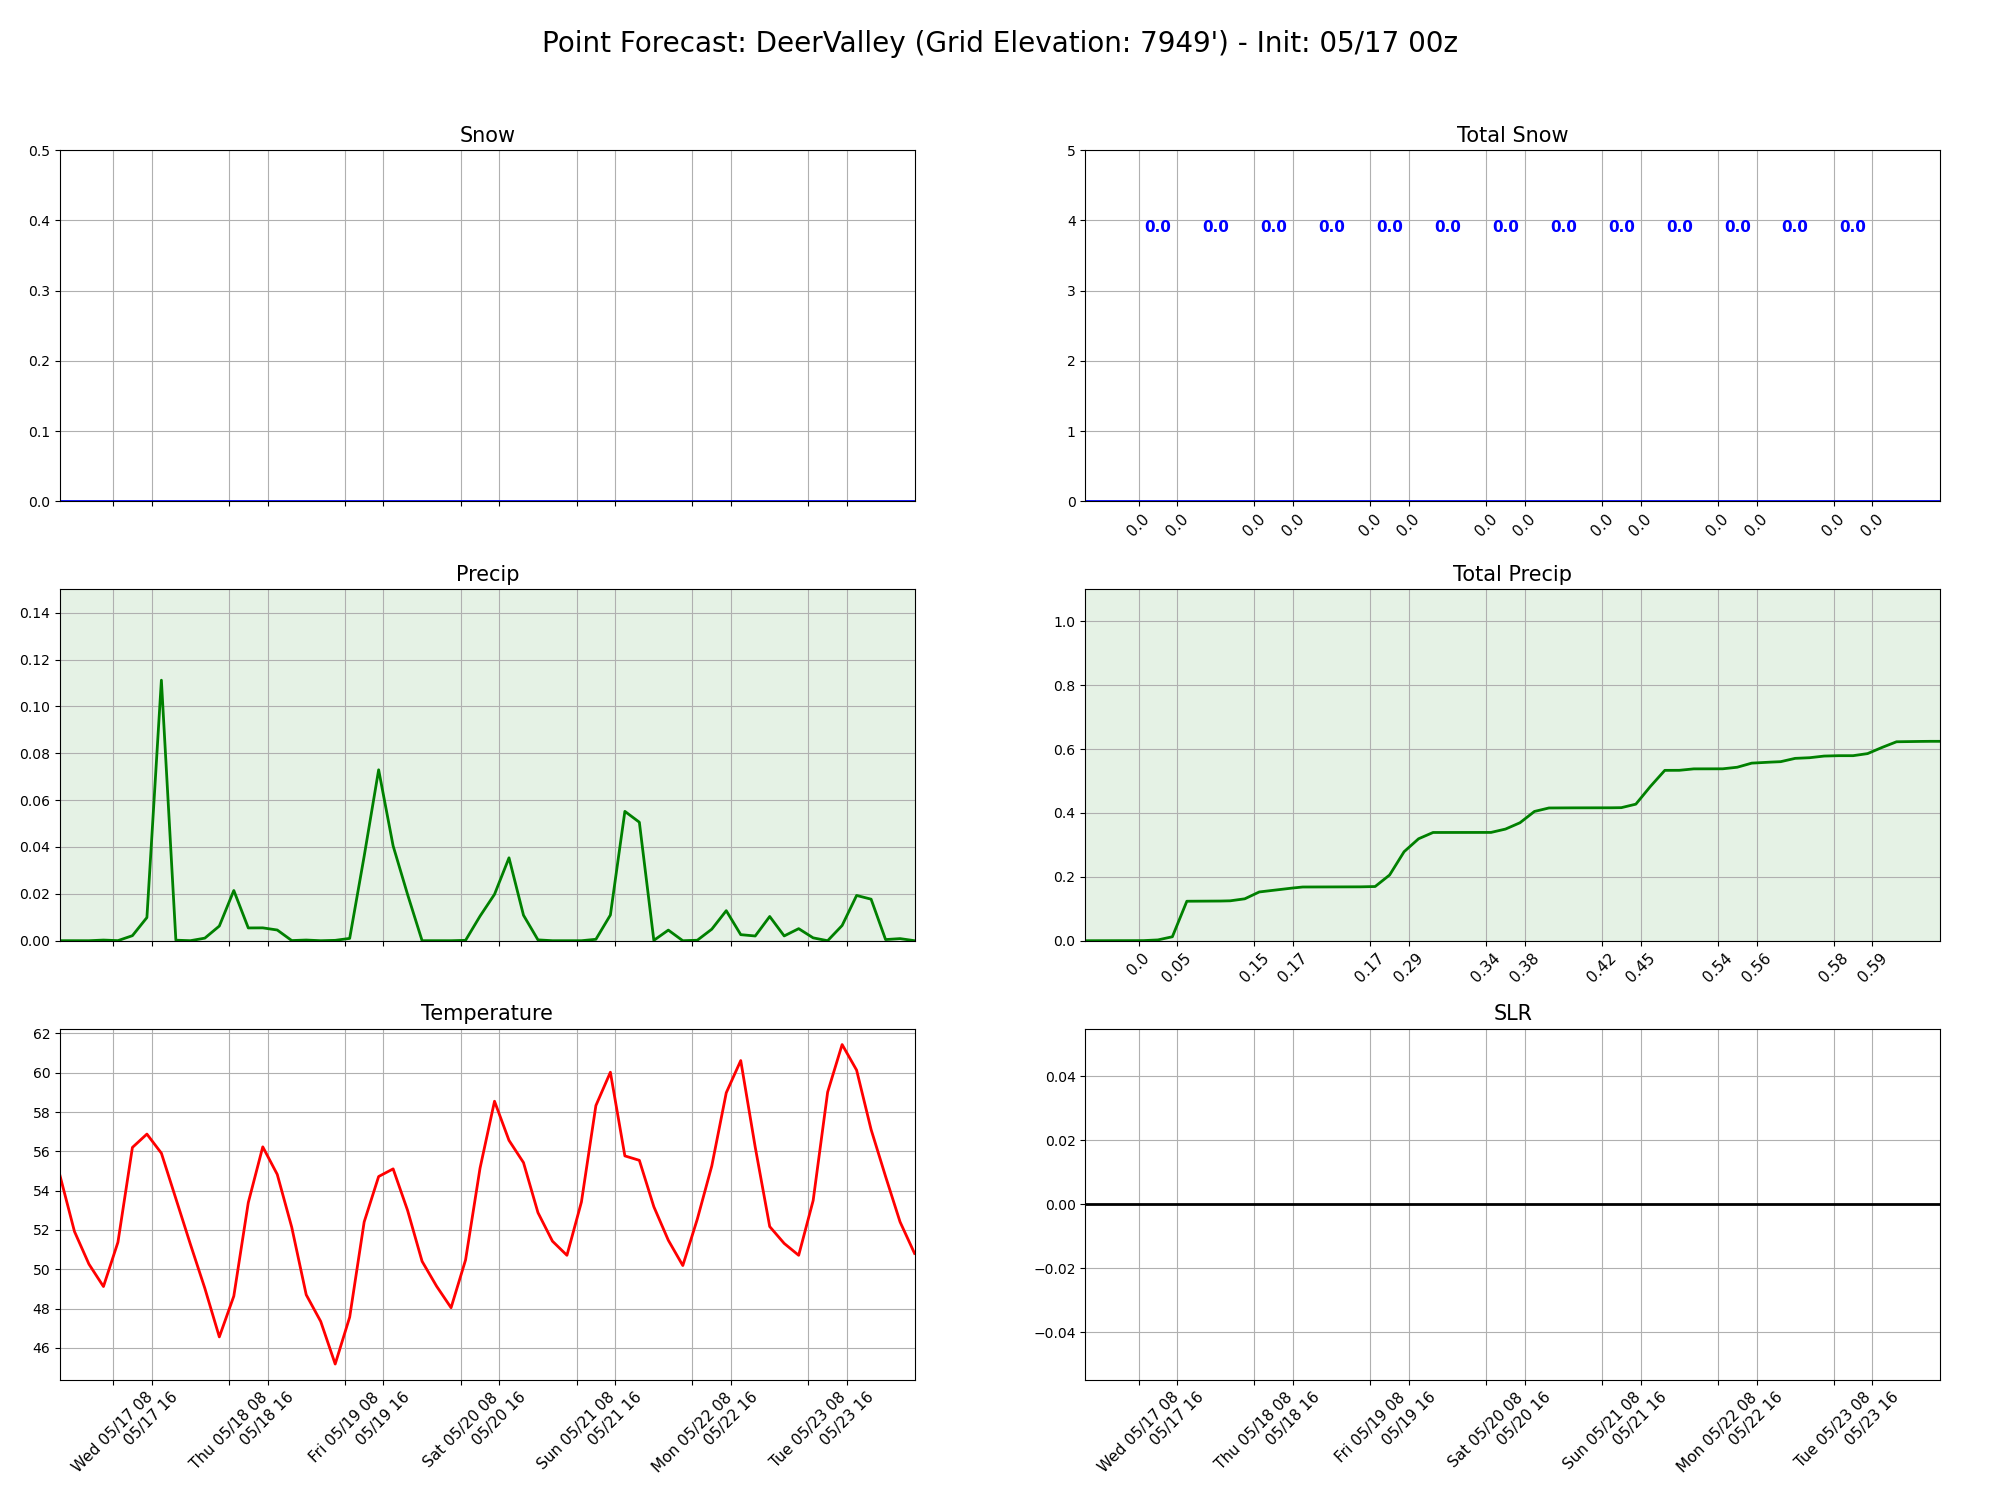 Point Forecast: DeerValley (Grid Elevation: 7949') - Init: 05/17 00z
Snow
0.5
0.4
0.3
0.2
0.1
0.0
Total Snow
5
4
3
2
1
0
0.0 0.0 0.0 0.0 0.0 0.0 0.0 0.0 0.0 0.0 0.0 0.0 0.0
0.0 0.0 0.0 0.0 0.0 0.0 0.0 0.0 0.0 0.0 0.0 0.0 0.0 0.0
Precip
0.14
0.12
0.10
0.08
0.06
0.04
0.02
0.00
Total Precip
1.0
0.8
0.6
0.4
0.2
0.0
0.0 0.05 0.15 0.17 0.17 0.29 0.34 0.38 0.42 0.45 0.54 0.56 0.58 0.59
Temperature
62
60
58
56
54
52
50
48
46
Wed 05/17 08
05/17 16
Thu 05/18 08
05/18 16
Fri 05/19 08
05/19 16
Sat 05/20 08
05/20 16
Sun 05/21 08
05/21 16
Mon 05/22 08
05/22 16
Tue 05/23 08
05/23 16
SLR
0.04
0.02
0.00
−0.02
−0.04
Wed 05/17 08
05/17 16
Thu 05/18 08
05/18 16
Fri 05/19 08
05/19 16
Sat 05/20 08
05/20 16
Sun 05/21 08
05/21 16
Mon 05/22 08
05/22 16
Tue 05/23 08
05/23 16